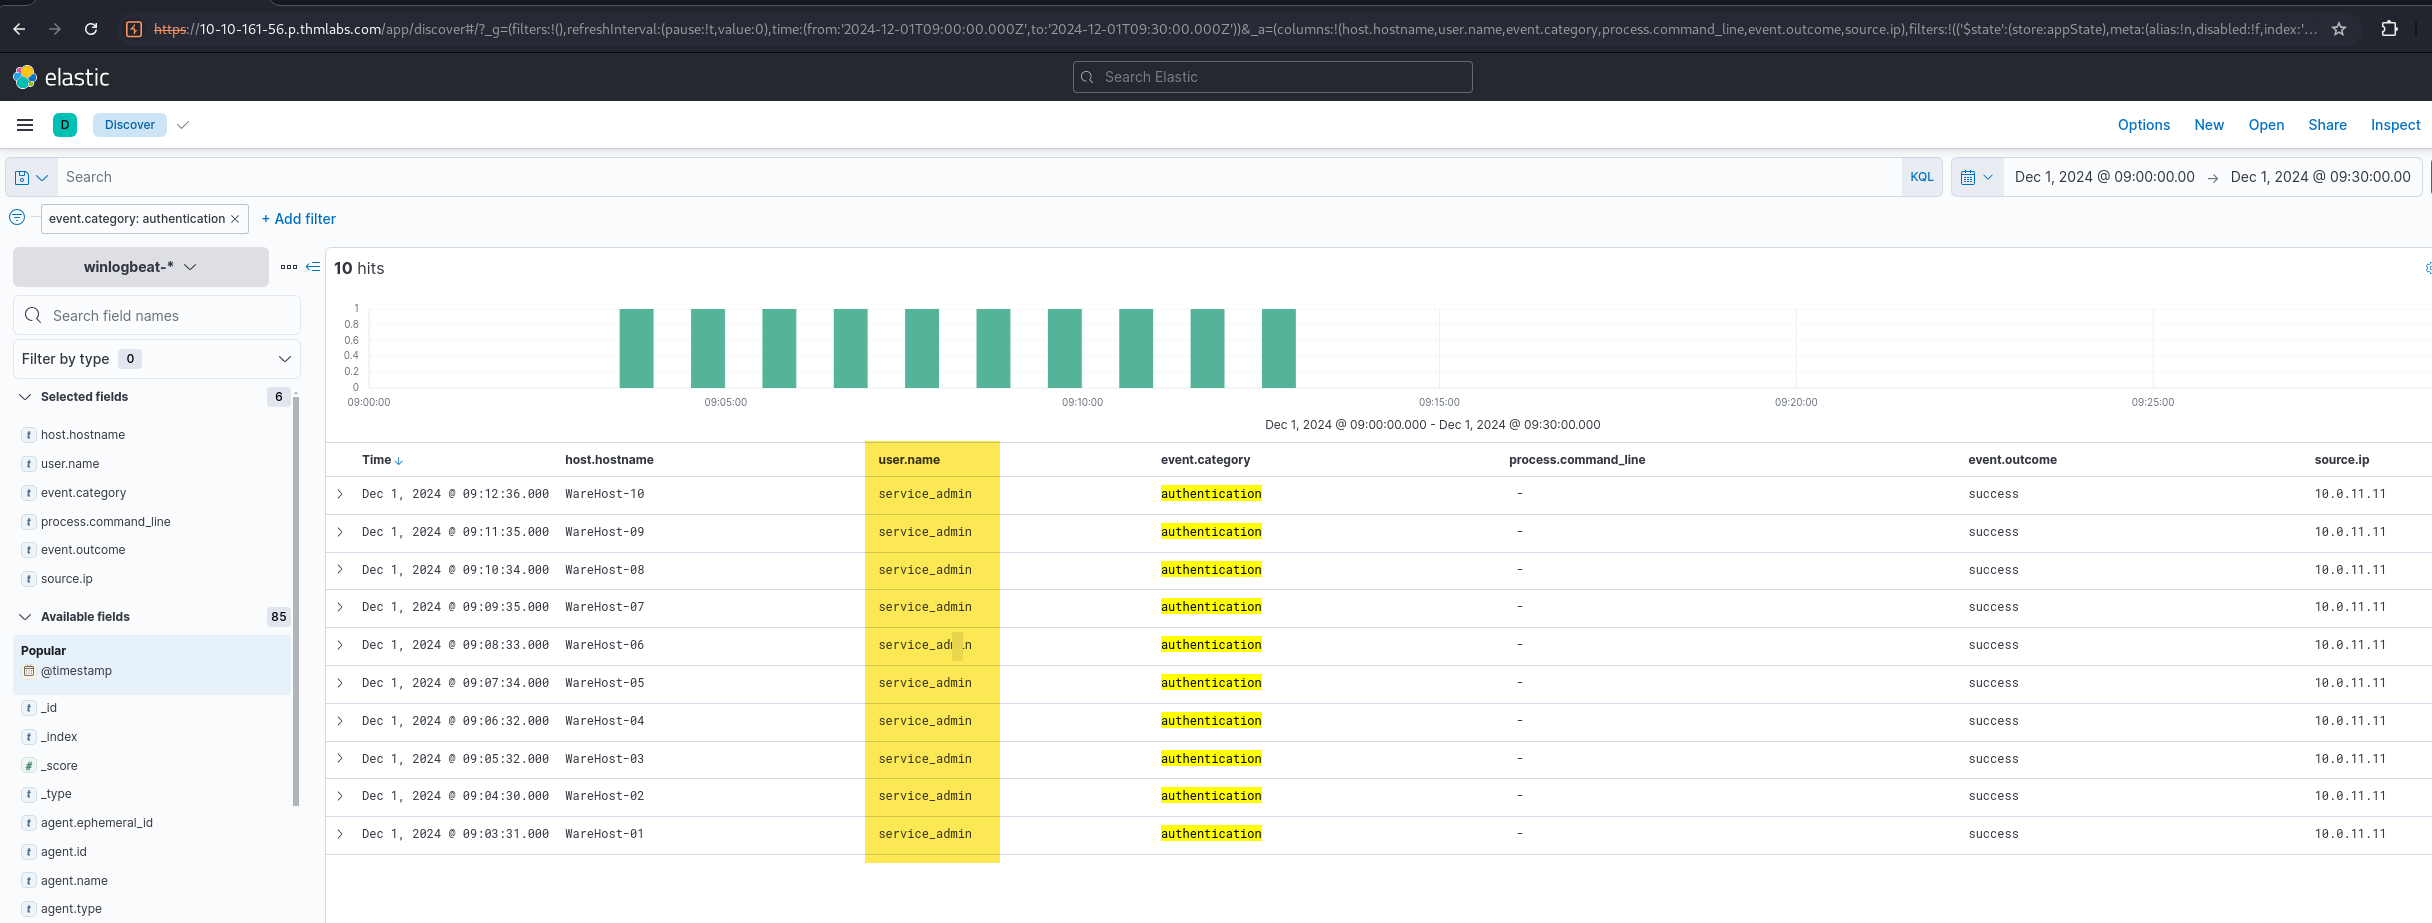 https://10-10-161-56.p.thmlabs.com/app/discover#/?_g=(filters:!(),refreshInterval:(pause:!t,value:0),time:(from:'2024-12-01T09:00:00.000Z',to:'2024-12-01T09:30:00.000Z'))&_a=(columns:!(host.hostname,user.name,event.category,process.command_line,event.outcome,source.ip),filters:!(('$state':(store:appState),meta:(alias:!n,disabled:!f,index:'...
elastic
Search Elastic
D Discover Options New Open Share Inspect
Search KQL Dec 1, 2024 @ 09:00:00.00 → Dec 1, 2024 @ 09:30:00.00
event.category: authentication × + Add filter
winlogbeat-*
Search field names
Filter by type 0
Selected fields 6
t host.hostname
t user.name
t event.category
t process.command_line
t event.outcome
t source.ip
Available fields 85
Popular
@timestamp
t _id
t _index
# _score
t _type
t agent.ephemeral_id
t agent.id
t agent.name
t agent.type
10 hits
1
0.8
0.6
0.4
0.2
0
09:00:00 09:05:00 09:10:00 09:15:00 09:20:00 09:25:00
Dec 1, 2024 @ 09:00:00.000 - Dec 1, 2024 @ 09:30:00.000
Time host.hostname user.name event.category process.command_line event.outcome source.ip
Dec 1, 2024 @ 09:12:36.000 WareHost-10 service_admin authentication - success 10.0.11.11
Dec 1, 2024 @ 09:11:35.000 WareHost-09 service_admin authentication - success 10.0.11.11
Dec 1, 2024 @ 09:10:34.000 WareHost-08 service_admin authentication - success 10.0.11.11
Dec 1, 2024 @ 09:09:35.000 WareHost-07 service_admin authentication - success 10.0.11.11
Dec 1, 2024 @ 09:08:33.000 WareHost-06 service_admin authentication - success 10.0.11.11
Dec 1, 2024 @ 09:07:34.000 WareHost-05 service_admin authentication - success 10.0.11.11
Dec 1, 2024 @ 09:06:32.000 WareHost-04 service_admin authentication - success 10.0.11.11
Dec 1, 2024 @ 09:05:32.000 WareHost-03 service_admin authentication - success 10.0.11.11
Dec 1, 2024 @ 09:04:30.000 WareHost-02 service_admin authentication - success 10.0.11.11
Dec 1, 2024 @ 09:03:31.000 WareHost-01 service_admin authentication - success 10.0.11.11